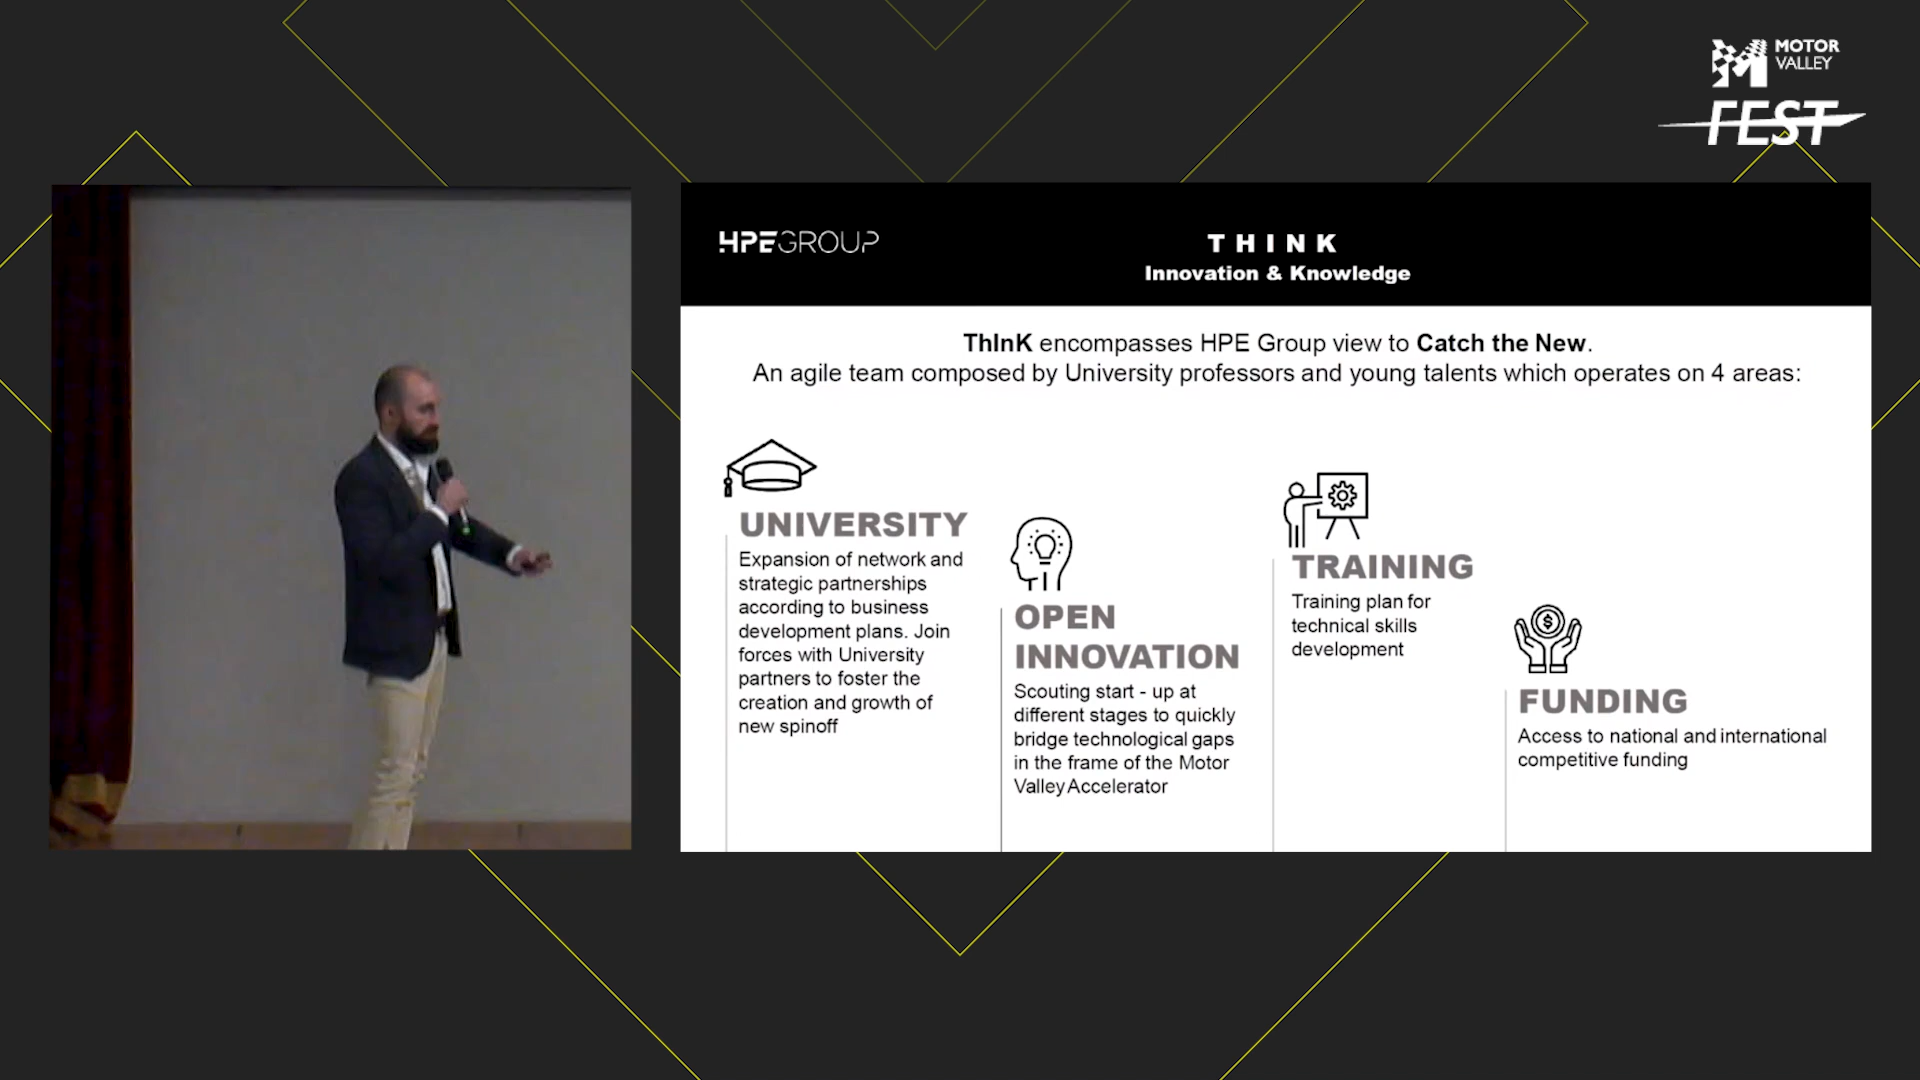 MOTOR
VALLEY
FEST
HPEGROUP
THINK
Innovation & Knowledge
ThInK encompasses HPE Group view to Catch the New.
An agile team composed by University professors and young talents which operates on 4 areas:
UNIVERSITY
Expansion of network and
strategic partnerships
according to business
development plans. Join
forces with University
partners to foster the
creation and growth of
new spinoff
OPEN
INNOVATION
Scouting start - up at
different stages to quickly
bridge technological gaps
in the frame of the Motor
Valley Accelerator
TRAINING
Training plan for
technical skills
development
FUNDING
Access to national and international
competitive funding